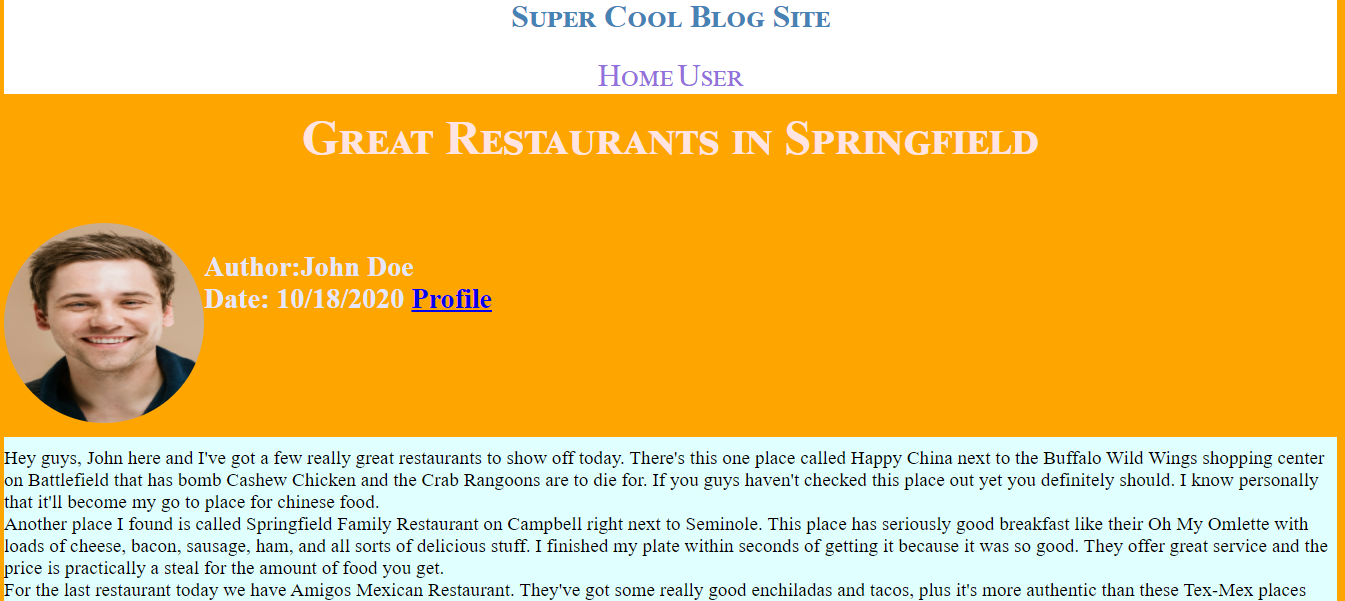 Super Cool Blog Site
Home User
Great Restaurants in Springfield
Author:John Doe
Date: 10/18/2020 Profile
Hey guys, John here and I've got a few really great restaurants to show off today. There's this one place called Happy China next to the Buffalo Wild Wings shopping center
on Battlefield that has bomb Cashew Chicken and the Crab Rangoons are to die for. If you guys haven't checked this place out yet you definitely should. I know personally
that it'll become my go to place for chinese food.
Another place I found is called Springfield Family Restaurant on Campbell right next to Seminole. This place has seriously good breakfast like their Oh My Omlette with
loads of cheese, bacon, sausage, ham, and all sorts of delicious stuff. I finished my plate within seconds of getting it because it was so good. They offer great service and the
price is practically a steal for the amount of food you get.
For the last restaurant today we have Amigos Mexican Restaurant. They've got some really good enchiladas and tacos, plus it's more authentic than these Tex-Mex places